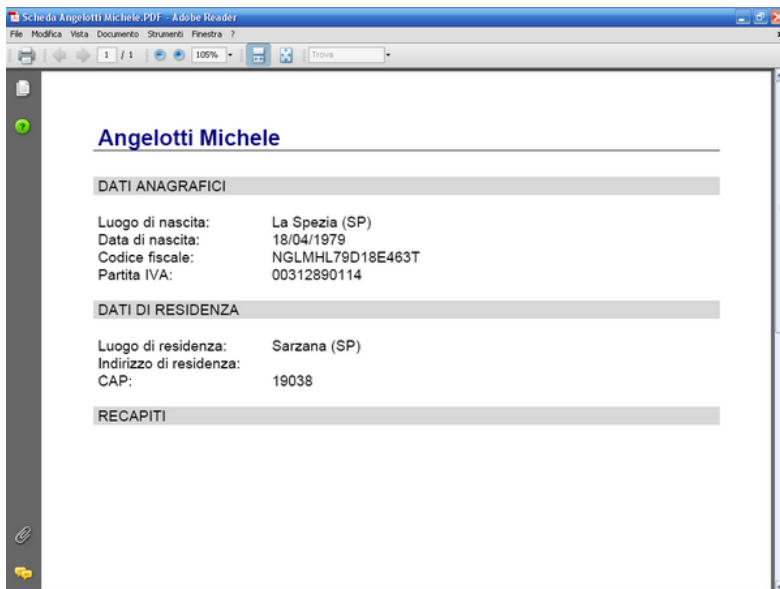 Scheda Angelotti Michele.PDF - Adobe Reader
File Modifica Vista Documento Strumenti Finestra ?
1 / 1 105% Trova
Angelotti Michele
DATI ANAGRAFICI
Luogo di nascita: La Spezia (SP)
Data di nascita: 18/04/1979
Codice fiscale: NGLMHL79D18E463T
Partita IVA: 00312890114
DATI DI RESIDENZA
Luogo di residenza: Sarzana (SP)
Indirizzo di residenza:
CAP: 19038
RECAPITI